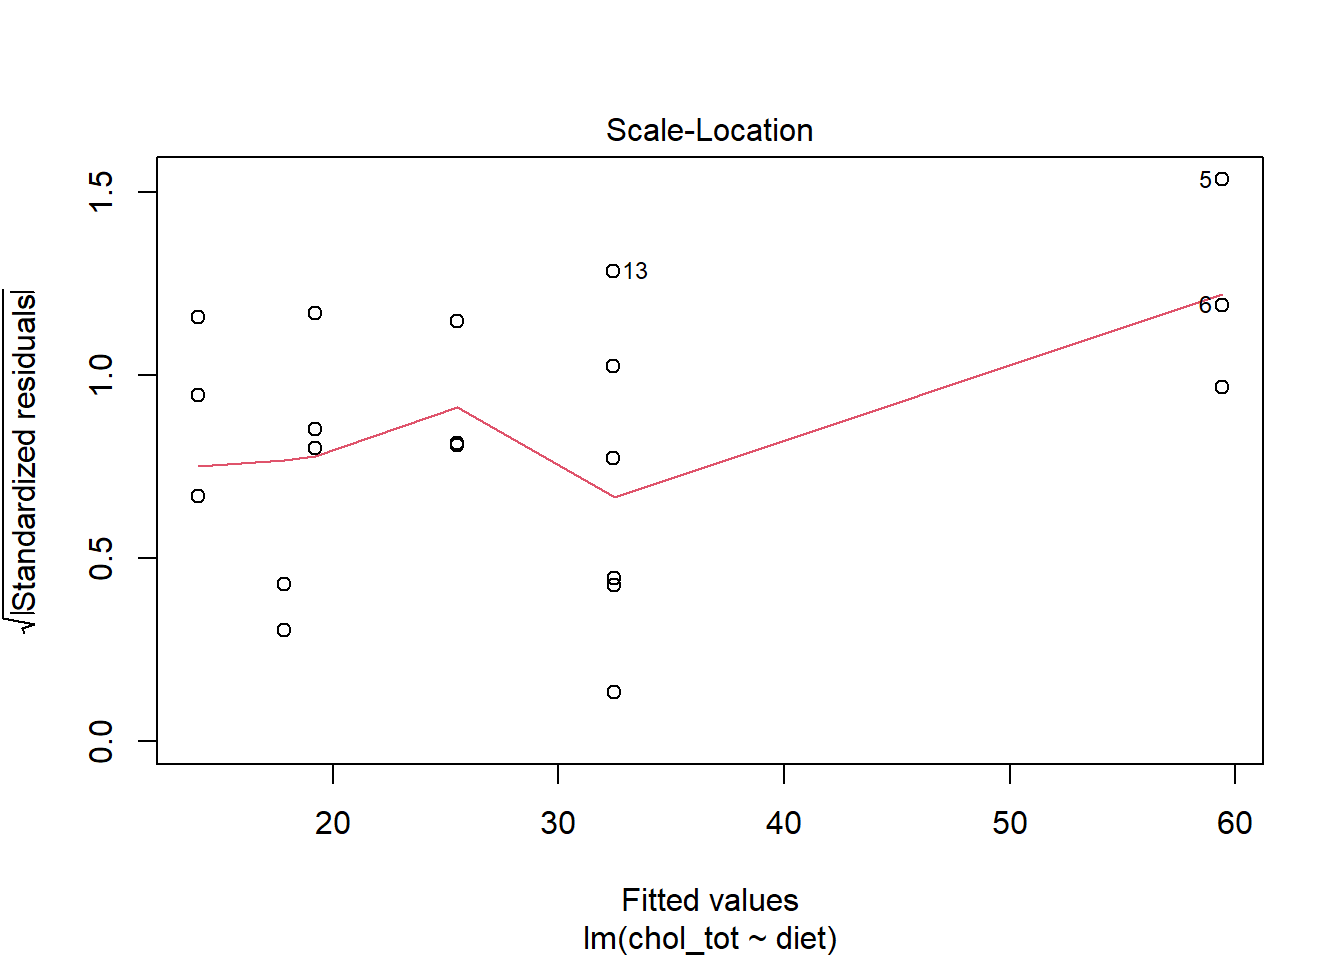 Scale-Location
√|Standardized residuals|
1.5
1.0
0.5
0.0
5
13
6
20 30 40 50 60
Fitted values
lm(chol_tot ~ diet)